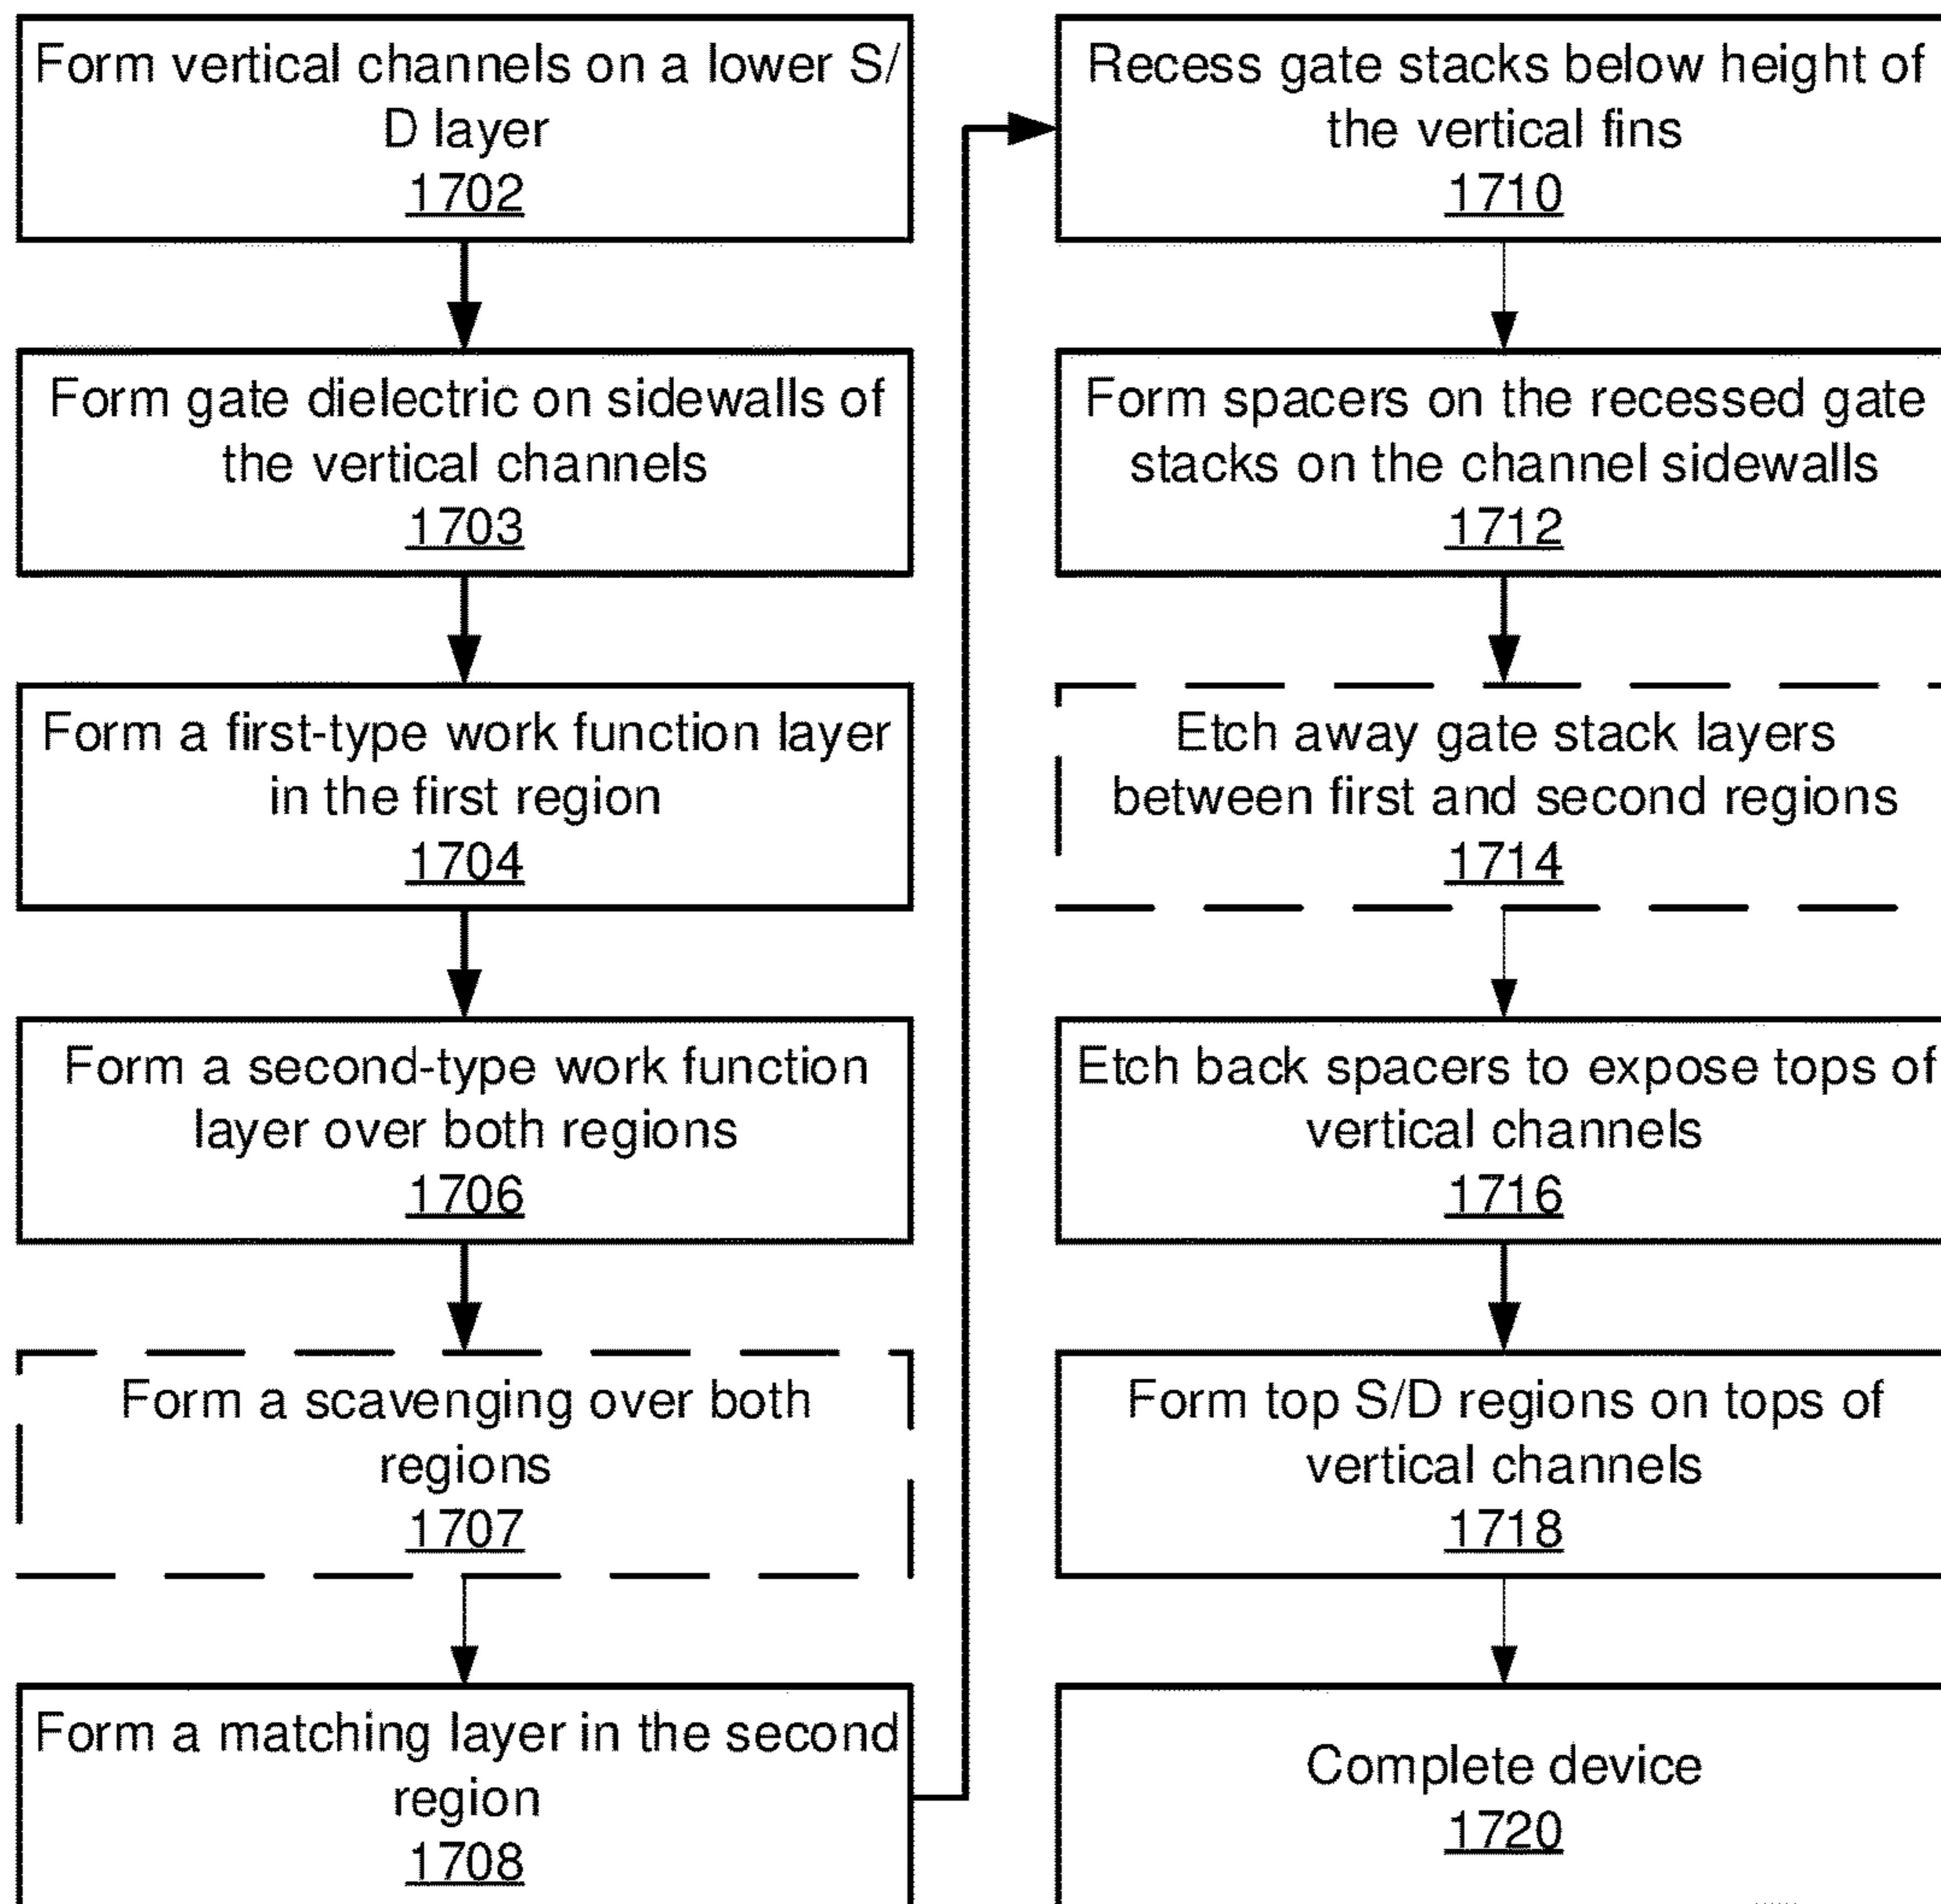 Form vertical channels on a lower S/
D layer
1702
Form gate dielectric on sidewalls of
the vertical channels
1703
Form a first-type work function layer
in the first region
1704
Form a second-type work function
layer over both regions
1706
Form a scavenging over both
regions
1707
Form a matching layer in the second
region
1708
Recess gate stacks below height of
the vertical fins
1710
Form spacers on the recessed gate
stacks on the channel sidewalls
1712
Etch away gate stack layers
between first and second regions
1714
Etch back spacers to expose tops of
vertical channels
1716
Form top S/D regions on tops of
vertical channels
1718
Complete device
1720